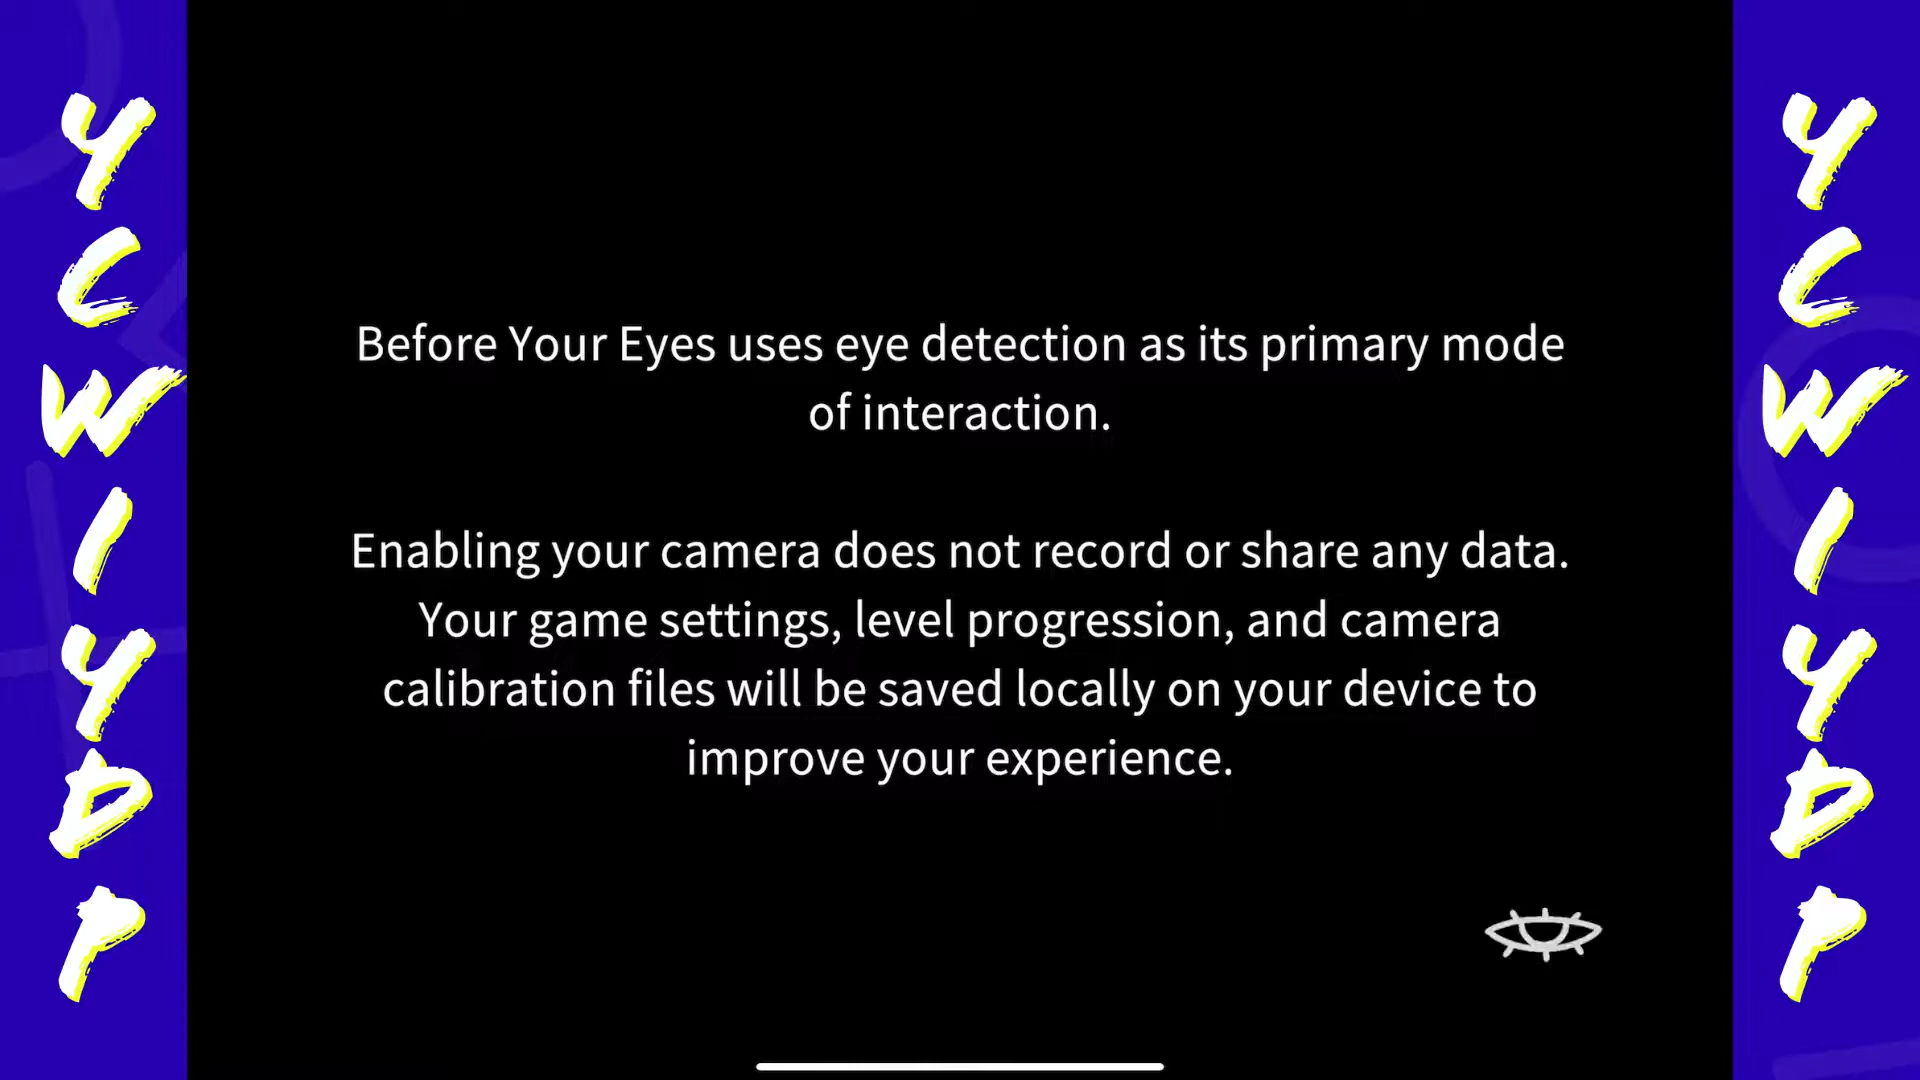 Before Your Eyes uses eye detection as its primary mode
of interaction.
Enabling your camera does not record or share any data.
Your game settings, level progression, and camera
calibration files will be saved locally on your device to
improve your experience.
Y
C
W
I
Y
D
P
Y
C
W
I
Y
D
P